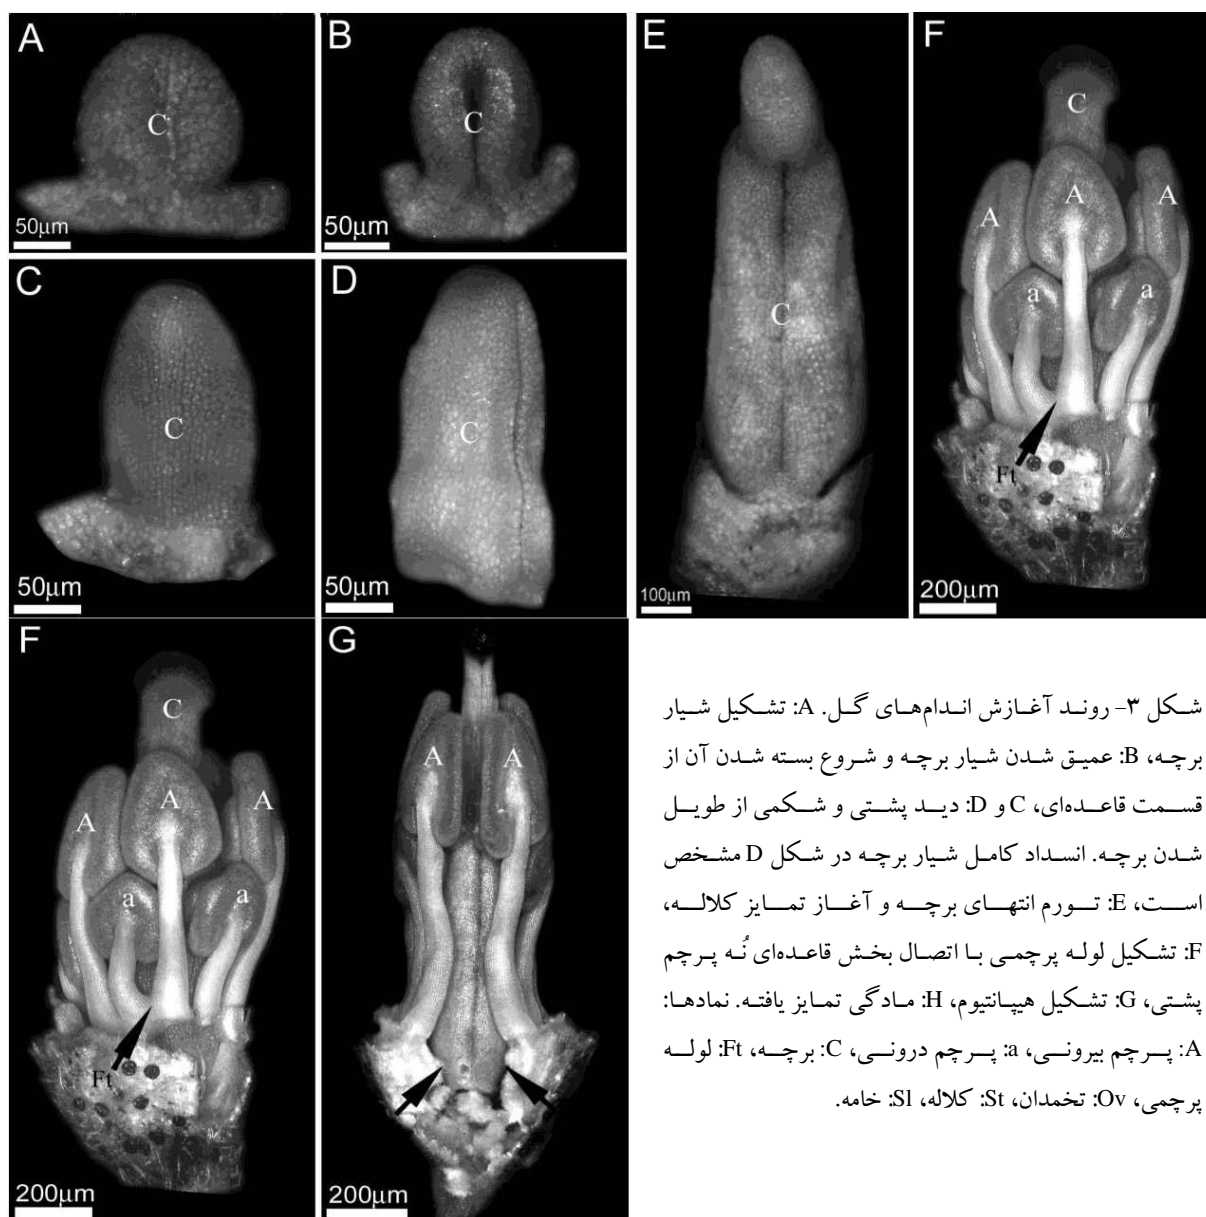 A
C
50µm
B
C
50µm
E
C
100µm
F
C
A
A
A
a
a
Ft
200µm
C
C
50µm
D
C
50µm
F
C
A
A
A
a
a
Ft
200µm
G
A
A
200µm
شکل ۳- روند آغازش اندام‌های گل. A: تشکیل شیار
برچه، B: عمیق شدن شیار برچه و شروع بسته شدن آن از
قسمت قاعده‌ای، C و D: دید پشتی و شکمی از طویل
شدن برچه. انسداد کامل شیار برچه در شکل D مشخص
است، E: تورم انتهای برچه و آغاز تمایز کلاله،
F: تشکیل لوله پرچمی با اتصال بخش قاعده‌ای نُه پرچم
پشتی، G: تشکیل هیپانتیوم، H: مادگی تمایز یافته. نمادها:
A: پرچم بیرونی، a: پرچم درونی، C: برچه، Ft: لوله
پرچمی، Ov: تخمدان، St: کلاله، Sl: خامه.